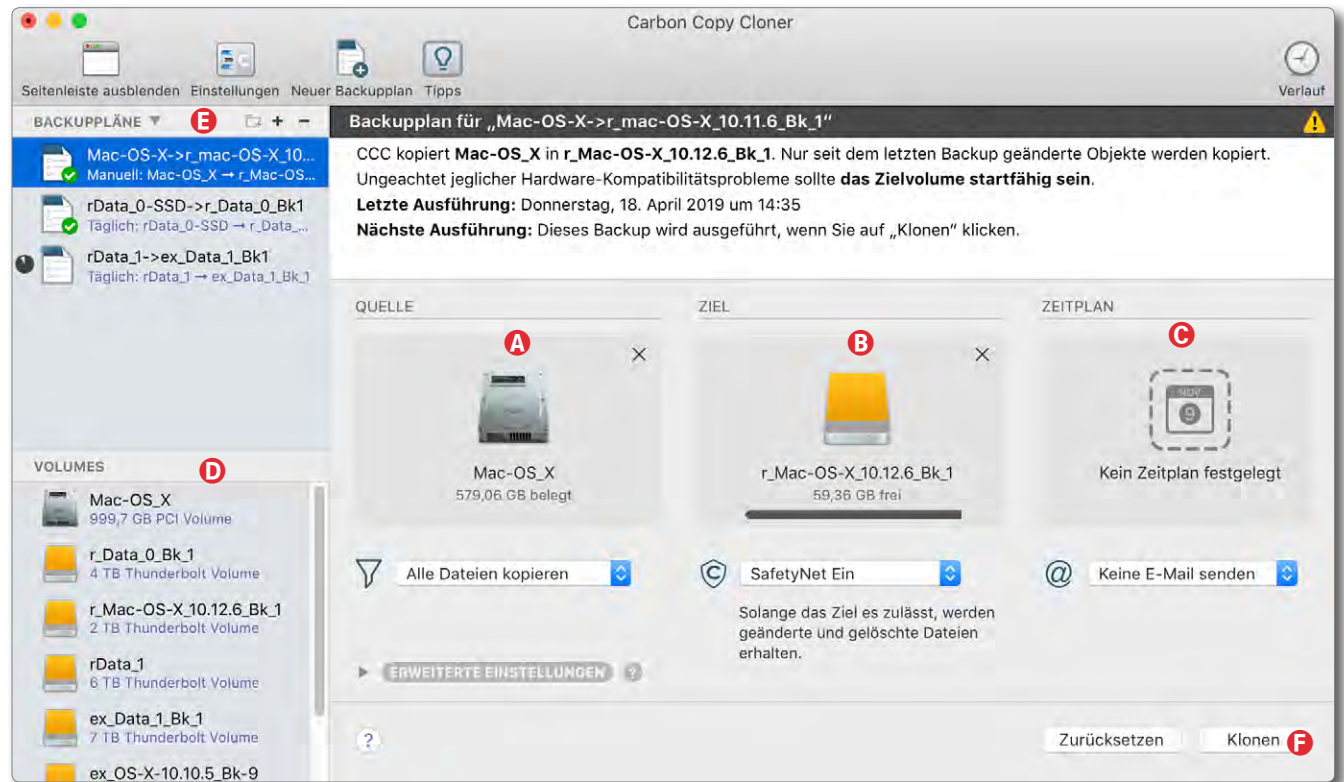 Carbon Copy Cloner
Seitenleiste ausblenden
Einstellungen
Neuer Backupplan
Tipps
Verlauf
BACKUPPLÄNE ▼
E
+ −
Mac-OS-X->r_mac-OS-X_10...
Manuell: Mac-OS_X → r_Mac-OS...
rData_0-SSD->r_Data_0_Bk1
Täglich: rData_0-SSD → r_Data_...
rData_1->ex_Data_1_Bk1
Täglich: rData_1 → ex_Data_1_Bk_1
VOLUMES
D
Mac-OS_X
999,7 GB PCI Volume
r_Data_0_Bk_1
4 TB Thunderbolt Volume
r_Mac-OS-X_10.12.6_Bk_1
2 TB Thunderbolt Volume
rData_1
6 TB Thunderbolt Volume
ex_Data_1_Bk_1
7 TB Thunderbolt Volume
ex_OS-X-10.10.5_Bk-9
Backupplan für „Mac-OS-X->r_mac-OS-X_10.11.6_Bk_1“
CCC kopiert Mac-OS_X in r_Mac-OS-X_10.12.6_Bk_1. Nur seit dem letzten Backup geänderte Objekte werden kopiert.
Ungeachtet jeglicher Hardware-Kompatibilitätsprobleme sollte das Zielvolume startfähig sein.
Letzte Ausführung: Donnerstag, 18. April 2019 um 14:35
Nächste Ausführung: Dieses Backup wird ausgeführt, wenn Sie auf „Klonen“ klicken.
QUELLE
A
Mac-OS_X
579,06 GB belegt
Alle Dateien kopieren
ERWEITERTE EINSTELLUNGEN ?
ZIEL
B
r_Mac-OS-X_10.12.6_Bk_1
59,36 GB frei
C
SafetyNet Ein
Solange das Ziel es zulässt, werden
geänderte und gelöschte Dateien
erhalten.
ZEITPLAN
C
NOV
9
Kein Zeitplan festgelegt
@
Keine E-Mail senden
?
Zurücksetzen
Klonen
F